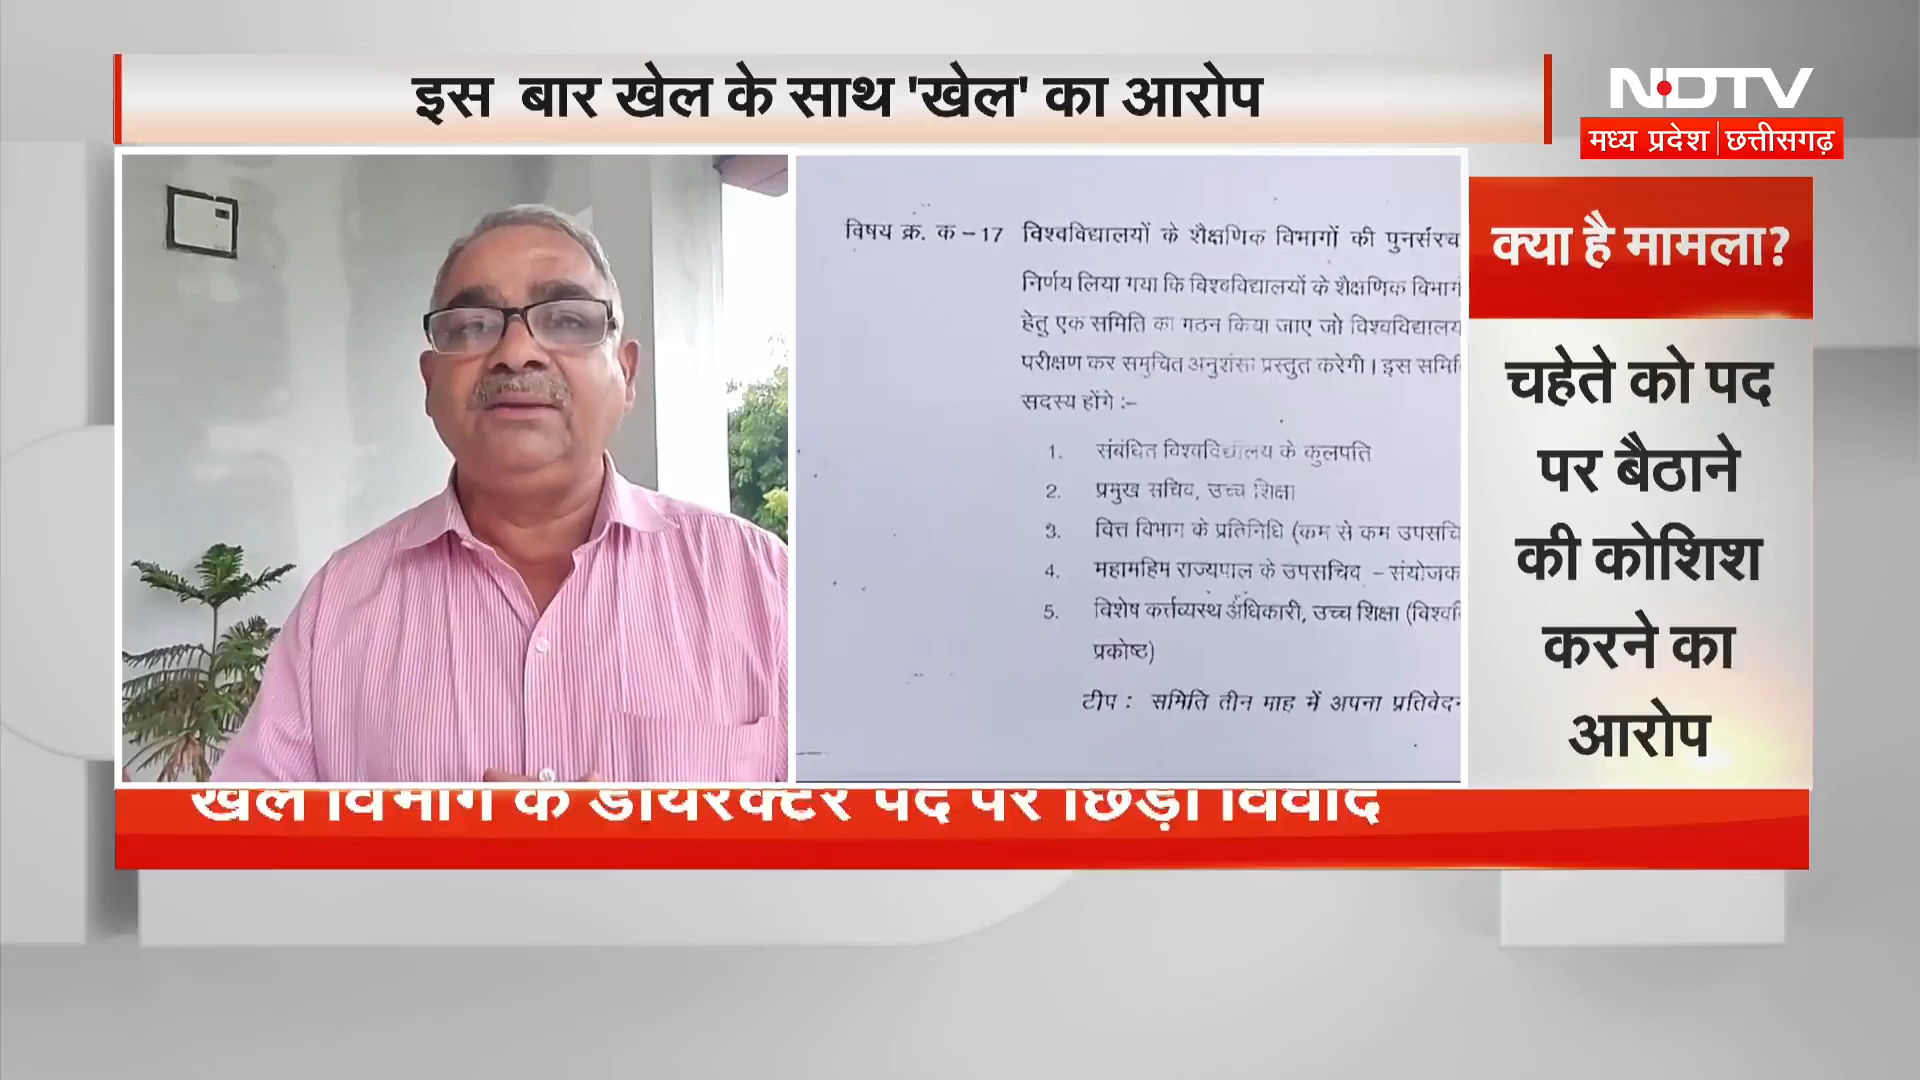 इस बार खेल के साथ 'खेल' का आरोप
NDTV
मध्य प्रदेश | छत्तीसगढ़
विषय क्र. क – 17 विश्वविद्यालयों के शैक्षणिक विभागों की पुनर्संरच
निर्णय लिया गया कि विश्वविद्यालयों के शैक्षणिक विभाग
हेतु एक समिति का गठन किया जाए जो विश्वविद्यालय
परीक्षण कर समुचित अनुशंसा प्रस्तुत करेगी। इस समि
सदस्य होंगे :–
1. संबंधित विश्वविद्यालय के कुलपति
2. प्रमुख सचिव, उच्च शिक्षा
3. वित्त विभाग के प्रतिनिधि (कम से कम उपसचि
4. महामहिम राज्यपाल के उपसचिव – संयोजक
5. विशेष कर्त्तव्यस्थ अधिकारी, उच्च शिक्षा (विश्ववि
प्रकोष्ट)
टीप : समिति तीन माह में अपना प्रतिवेदन
क्या है मामला?
चहेते को पद
पर बैठाने
की कोशिश
करने का
आरोप
खेल विभाग के डायरेक्टर पद पर छिड़ा विवाद